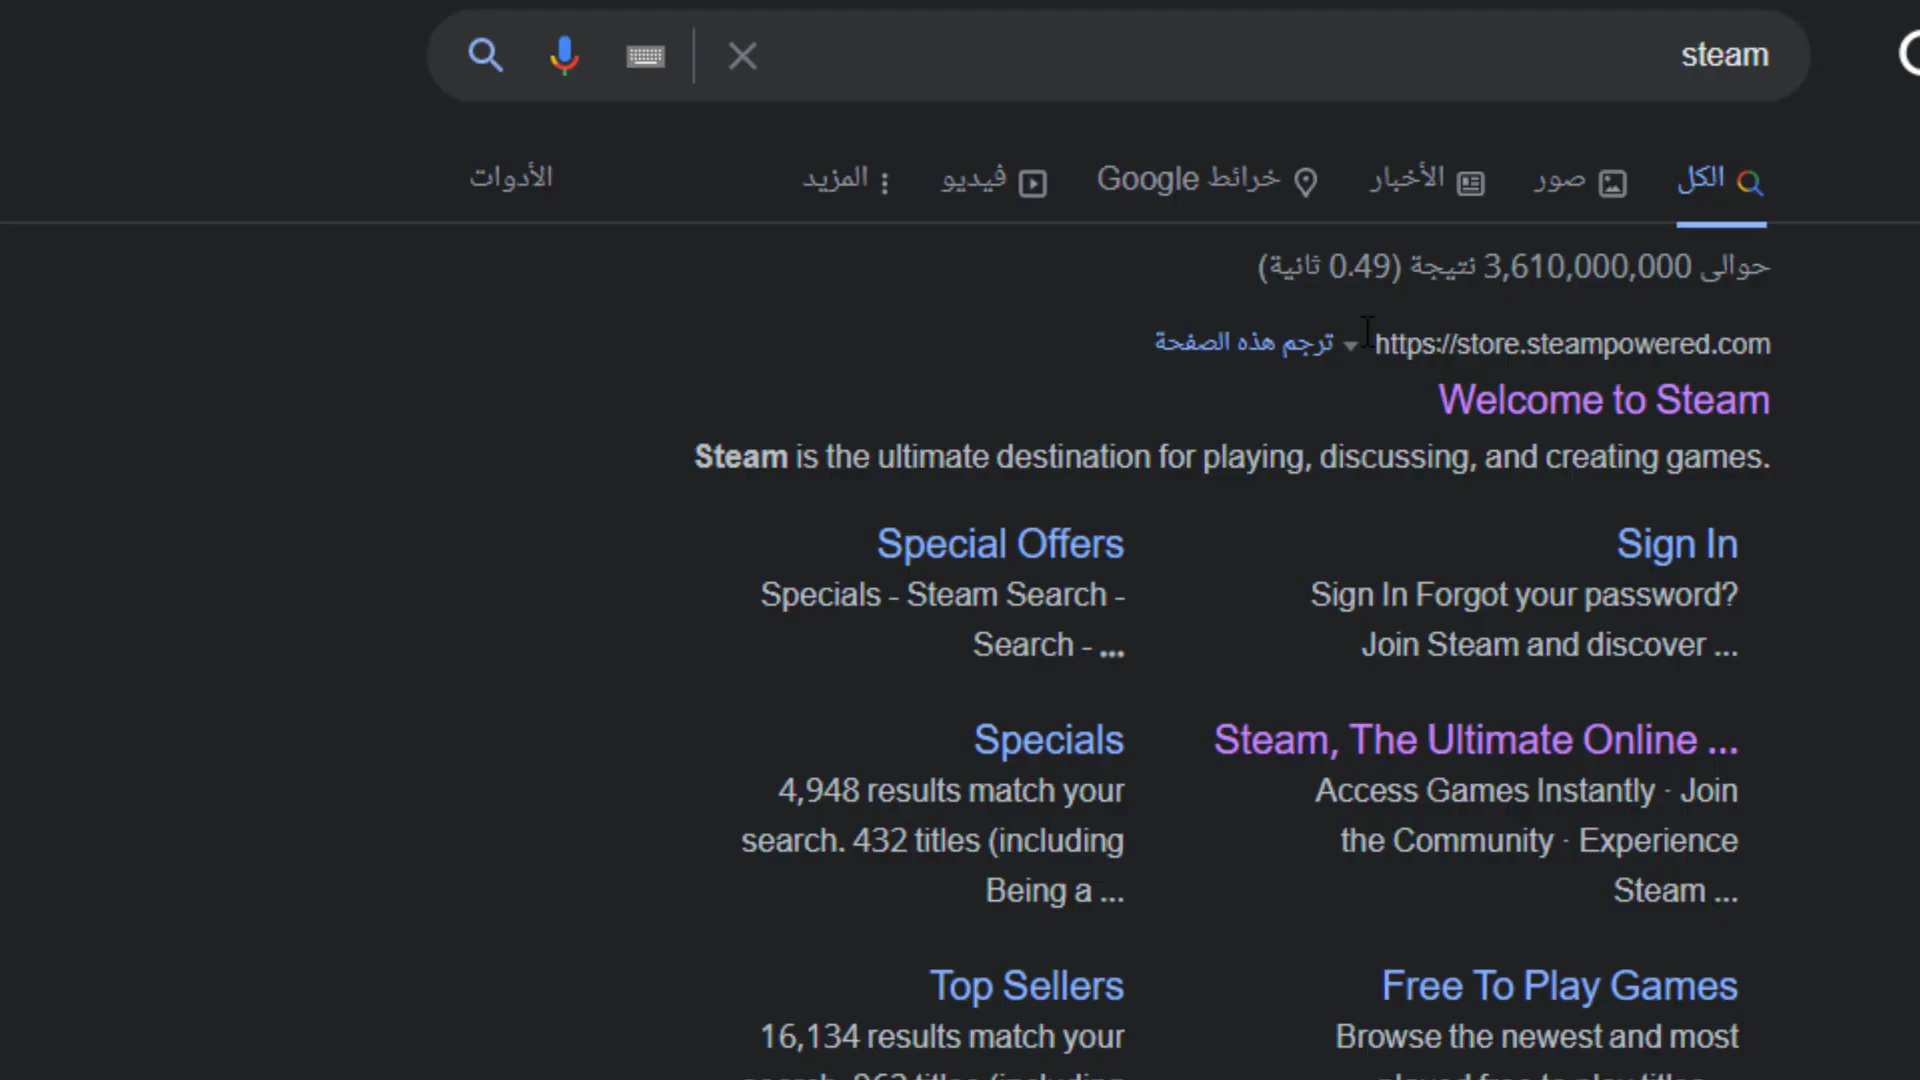 steam
الكل
صور
الأخبار
خرائط Google
فيديو
المزيد
الأدوات
حوالى 3,610,000,000 نتيجة (0.49 ثانية)
https://store.steampowered.com ترجم هذه الصفحة
Welcome to Steam
Steam is the ultimate destination for playing, discussing, and creating games.
Sign In
Sign In Forgot your password?
Join Steam and discover ...
Special Offers
Specials - Steam Search -
Search - ...
Steam, The Ultimate Online ...
Access Games Instantly · Join
the Community · Experience
Steam ...
Specials
4,948 results match your
search. 432 titles (including
Being a ...
Free To Play Games
Browse the newest and most
Top Sellers
16,134 results match your